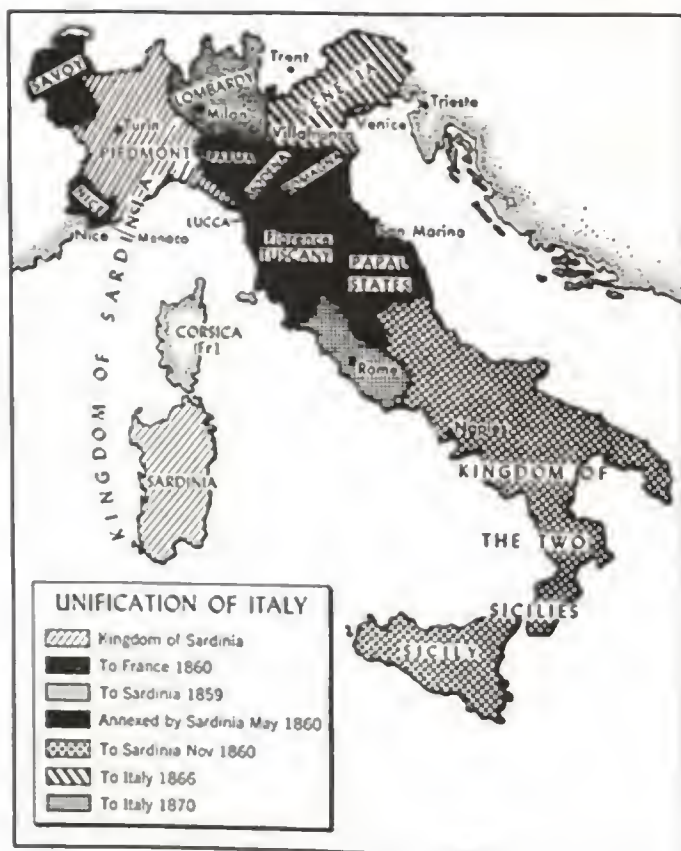 SAVOY
Trent
LOMBARDY
Milan
VENETIA
Trieste
Turin
Villafranca
Venice
PIEDMONT
PARMA
MODENA
ROMAGNA
NICE
LUCCA
San Marino
Nice
Monaco
Florence
TUSCANY
PAPAL
STATES
KINGDOM OF SARDINIA
CORSICA
(Fr.)
Rome
Naples
SARDINIA
KINGDOM OF
THE TWO
SICILIES
SICILY
UNIFICATION OF ITALY
Kingdom of Sardinia
To France 1860
To Sardinia 1859
Annexed by Sardinia May 1860
To Sardinia Nov 1860
To Italy 1866
To Italy 1870